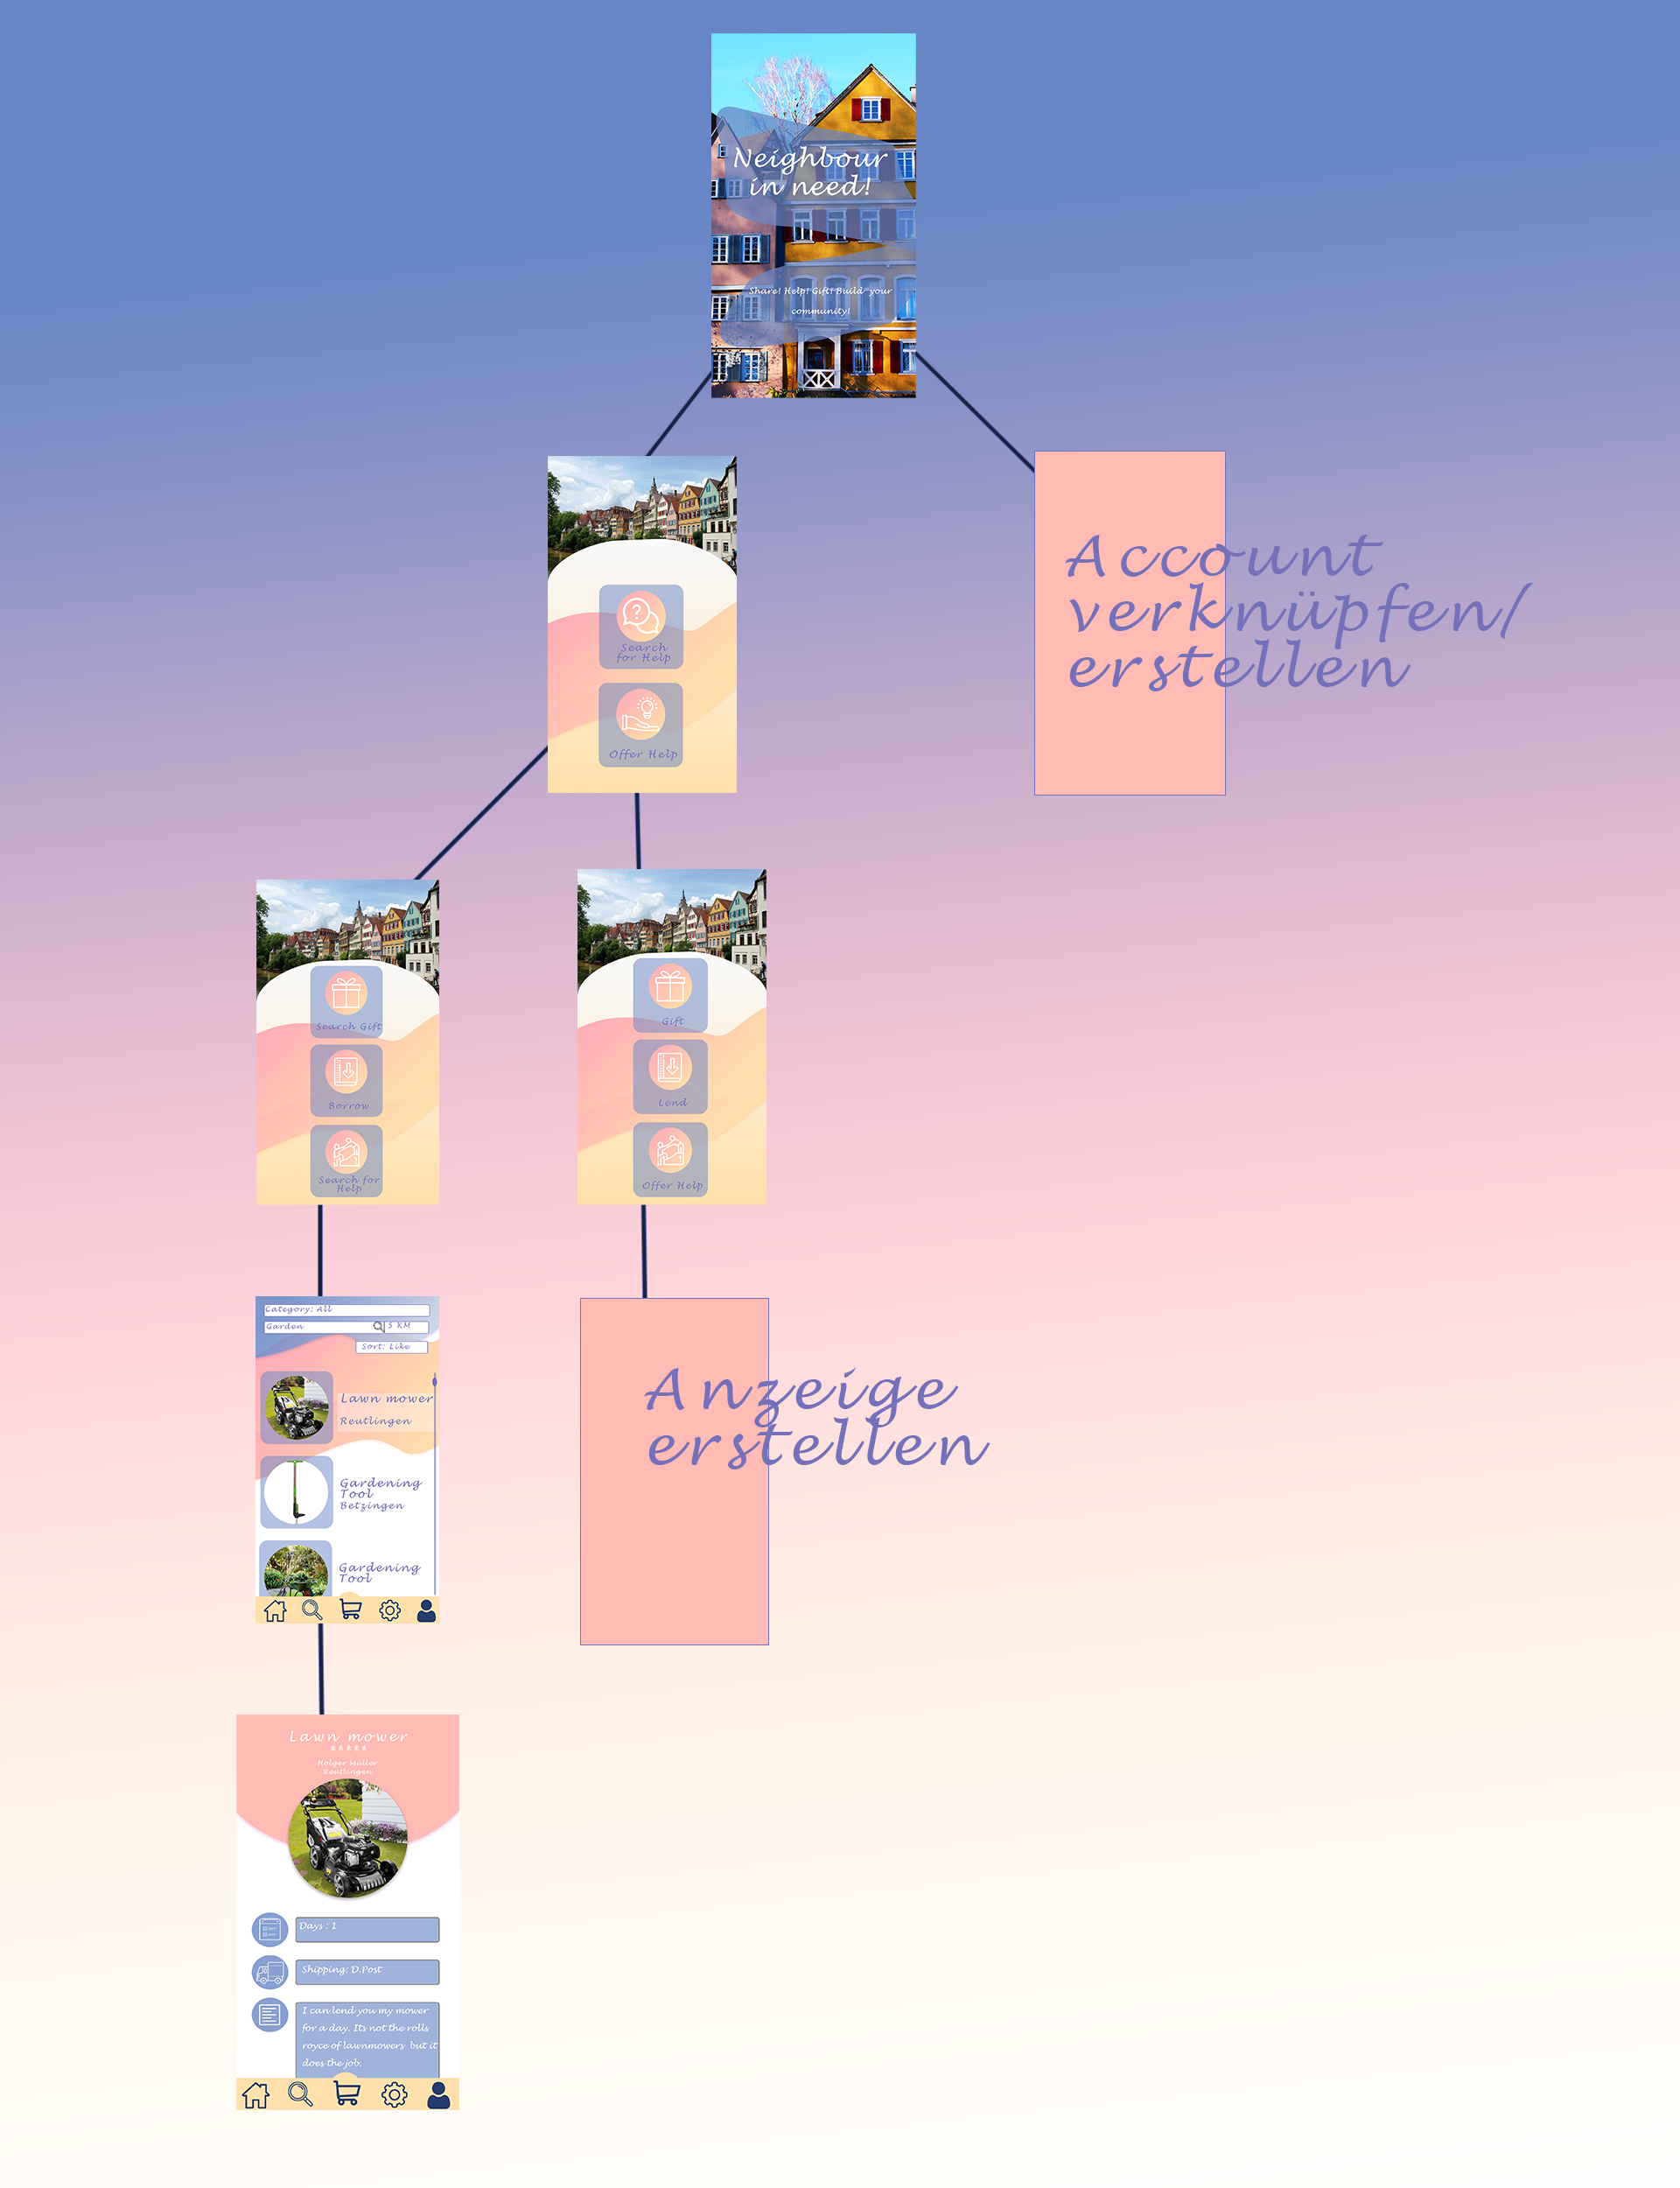 Neighbour
in need!
Share! Help! Gift! Build your
community!
Search
for Help
Offer Help
Account
verknüpfen/
erstellen
Search Gift
Borrow
Search for
Help
Gift
Lend
Offer Help
Category: All
Garden
5 KM
Sort: Like
Lawn mower
Reutlingen
Gardening
Tool
Betzingen
Gardening
Tool
Anzeige
erstellen
Lawn mower
*****
Holger Müller
Reutlingen
Days : 1
Shipping: D.Post
I can lend you my mower
for a day. Its not the rolls
royce of lawnmowers but it
does the job.